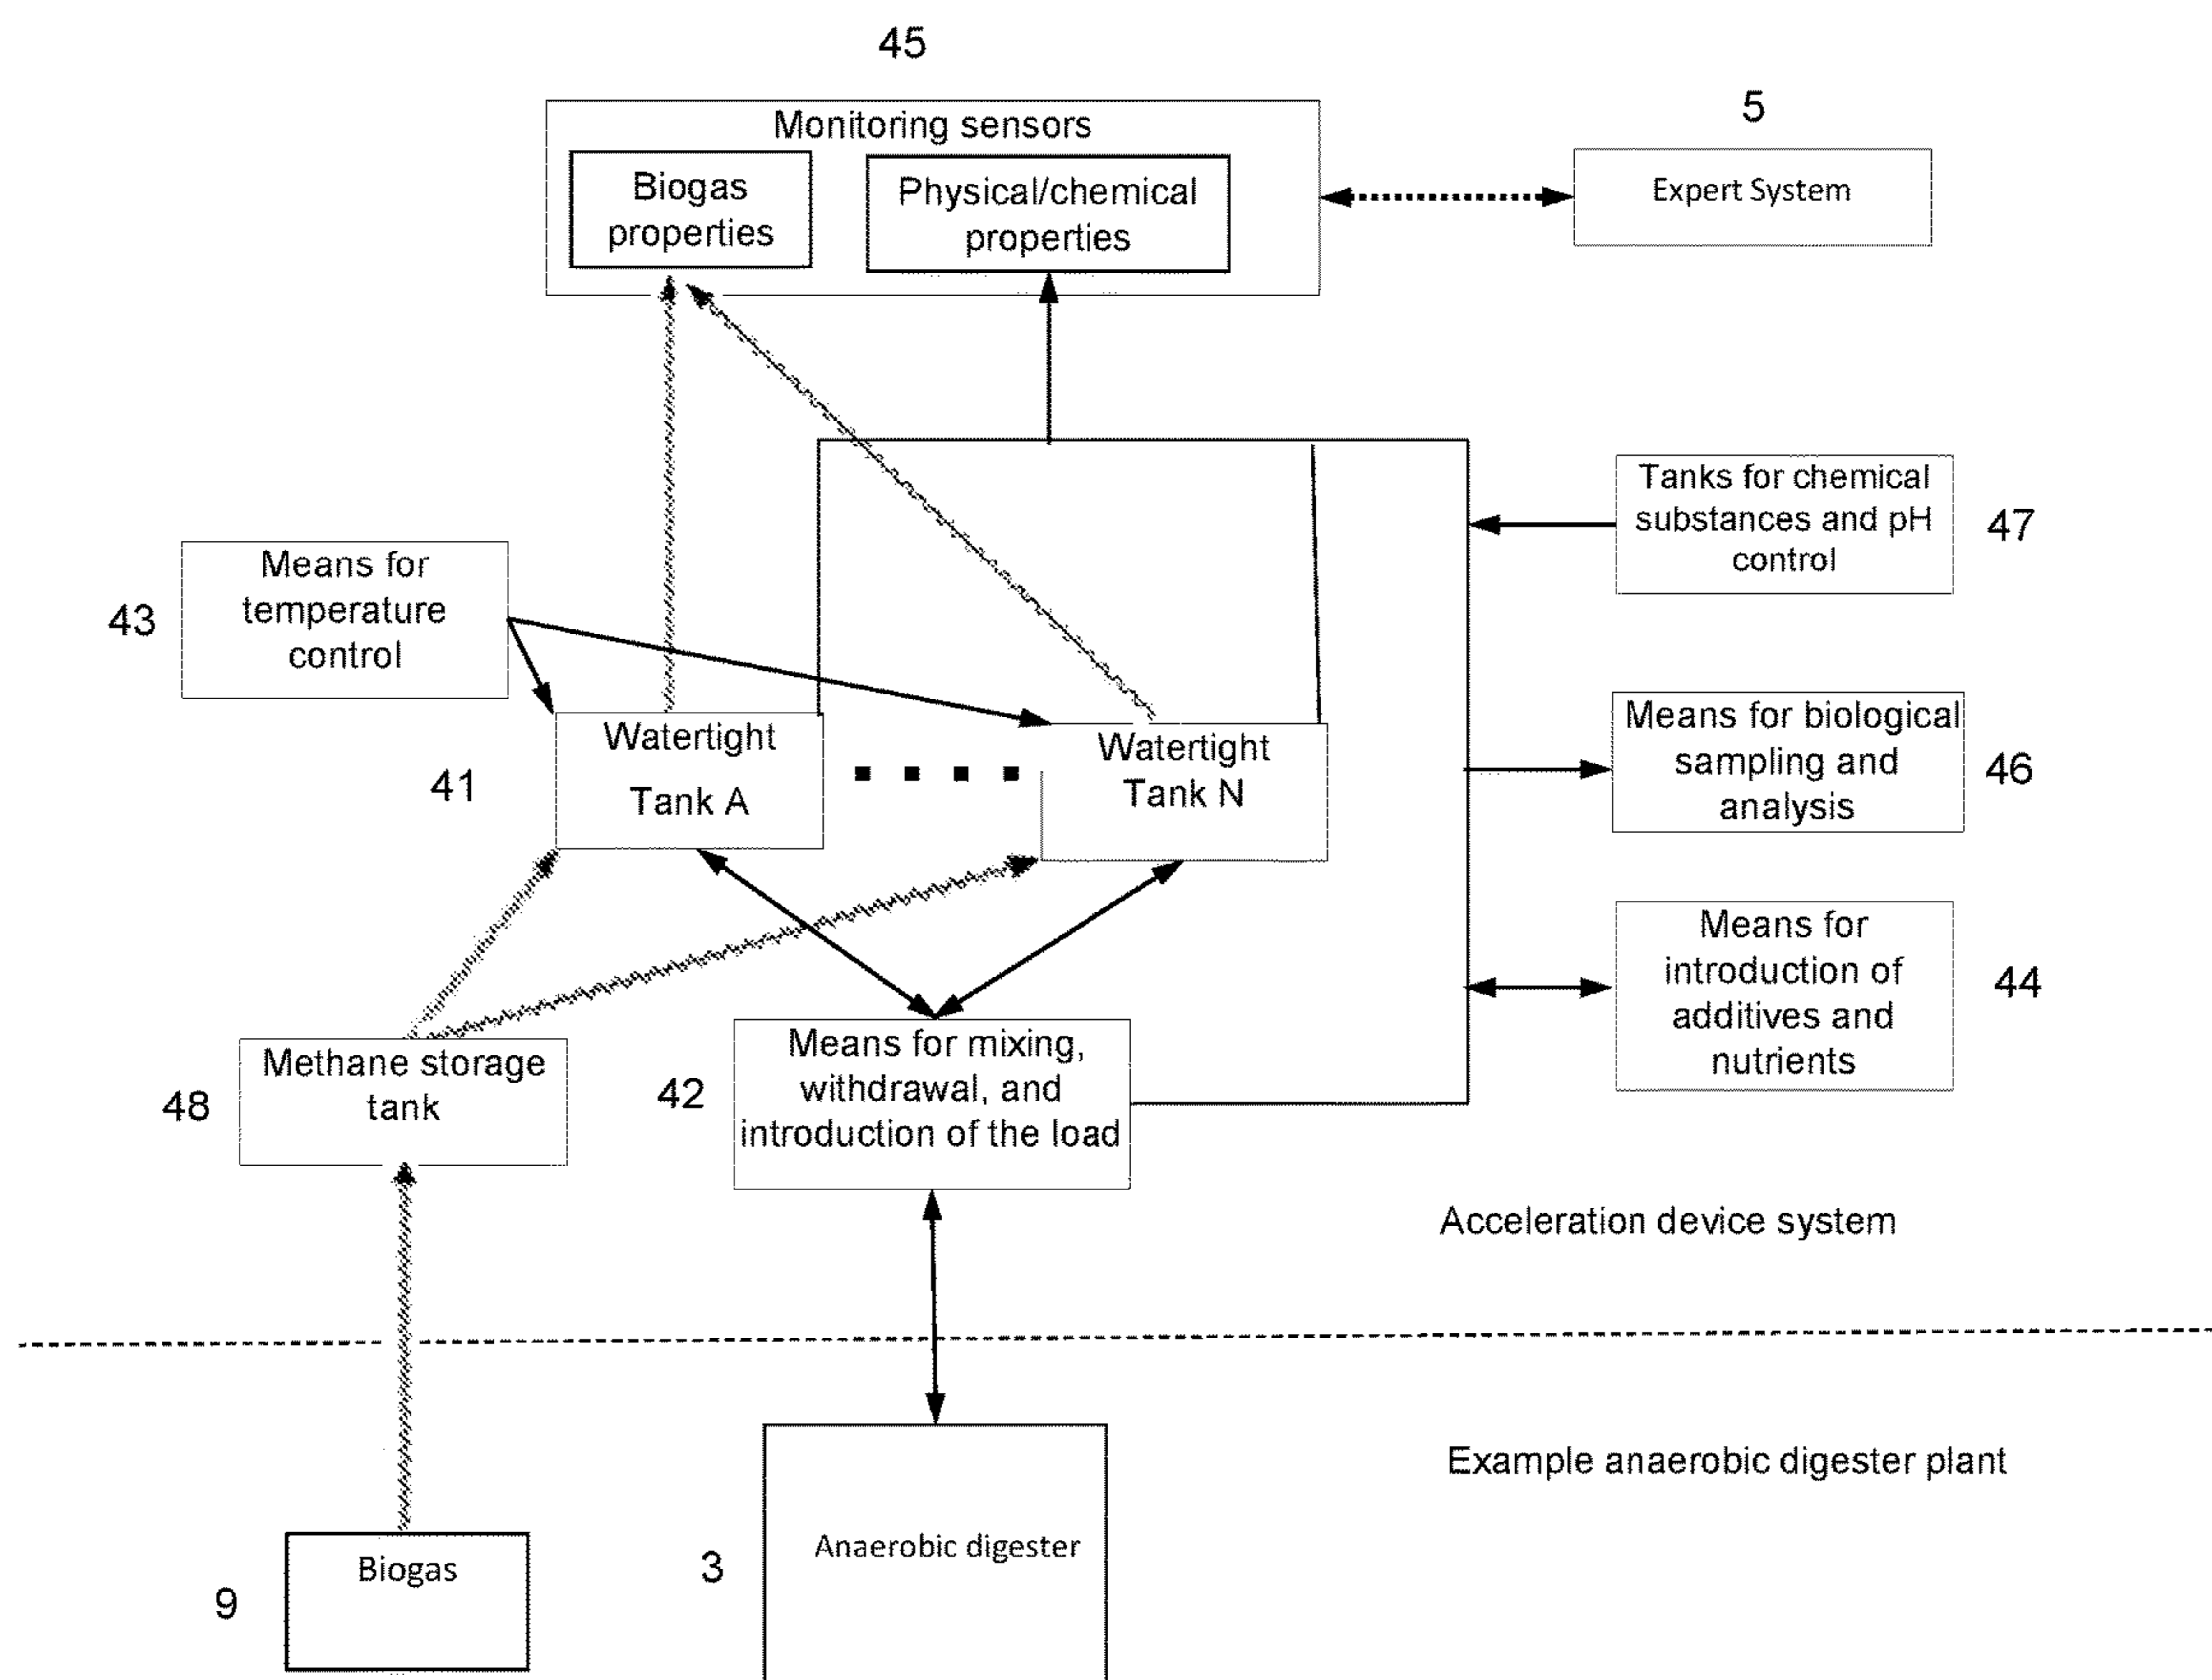 45
5
Monitoring sensors
Biogas
properties
Physical/chemical
properties
Expert System
Tanks for chemical
substances and pH
control
47
43
Means for
temperature
control
41
Watertight
Tank A
Watertight
Tank N
Means for biological
sampling and
analysis
46
Means for
introduction of
additives and
nutrients
44
48
Methane storage
tank
42
Means for mixing,
withdrawal, and
introduction of the load
Acceleration device system
Example anaerobic digester plant
9
Biogas
3
Anaerobic digester